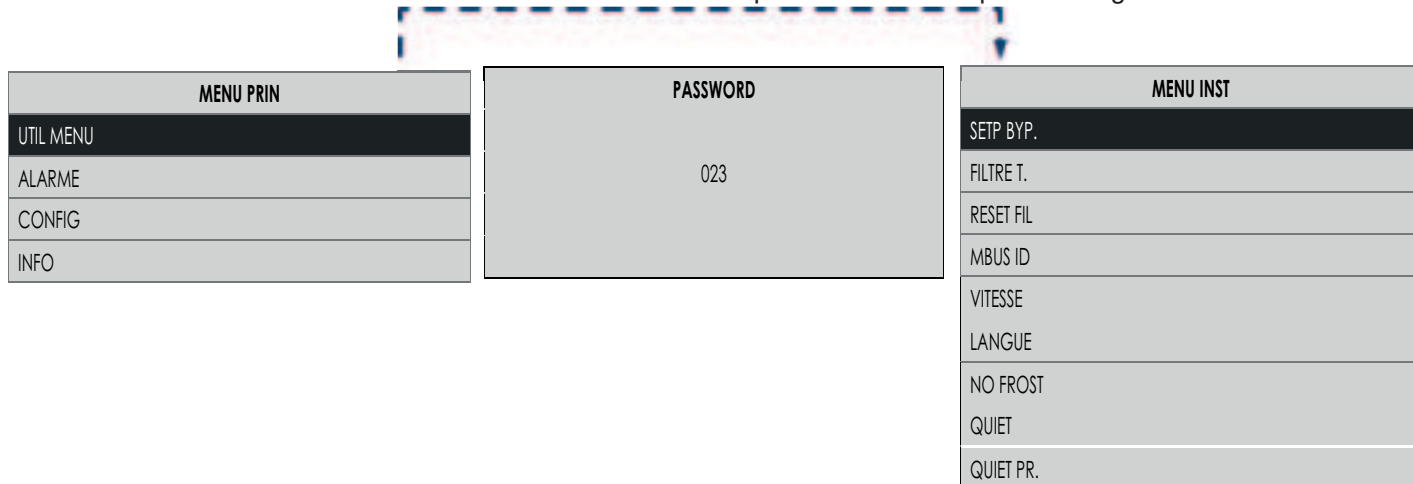 MENU PRIN
UTIL MENU
ALARME
CONFIG
INFO
PASSWORD
023
MENU INST
SETP BYP.
FILTRE T.
RESET FIL
MBUS ID
VITESSE
LANGUE
NO FROST
QUIET
QUIET PR.